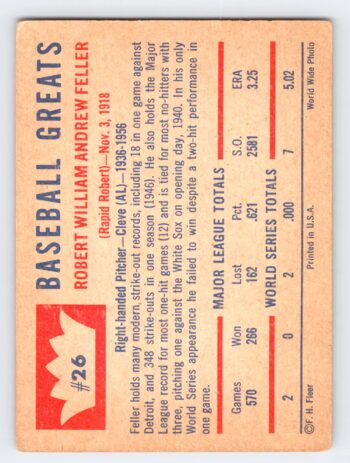 #26
BASEBALL GREATS
ROBERT WILLIAM ANDREW FELLER
(Rapid Robert)—Nov. 3, 1918
Right-handed Pitcher—Cleve (AL)—1936-1956
Feller holds many modern strike-out records, including 18 in one game against
Detroit, and 348 strike-outs in one season (1946). He also holds the Major
League record for most one-hit games (12) and is tied for most no-hitters with
three, pitching one against the White Sox on opening day, 1940. In his only
World Series appearance he failed to win despite a two-hit performance in
one game.
MAJOR LEAGUE TOTALS
Games Won Lost Pct. S.O. ERA
570 266 162 .621 2581 3.25
WORLD SERIES TOTALS
2 0 2 .000 7 5.02
©F. H. Fleer Printed in U.S.A. World Wide Photo